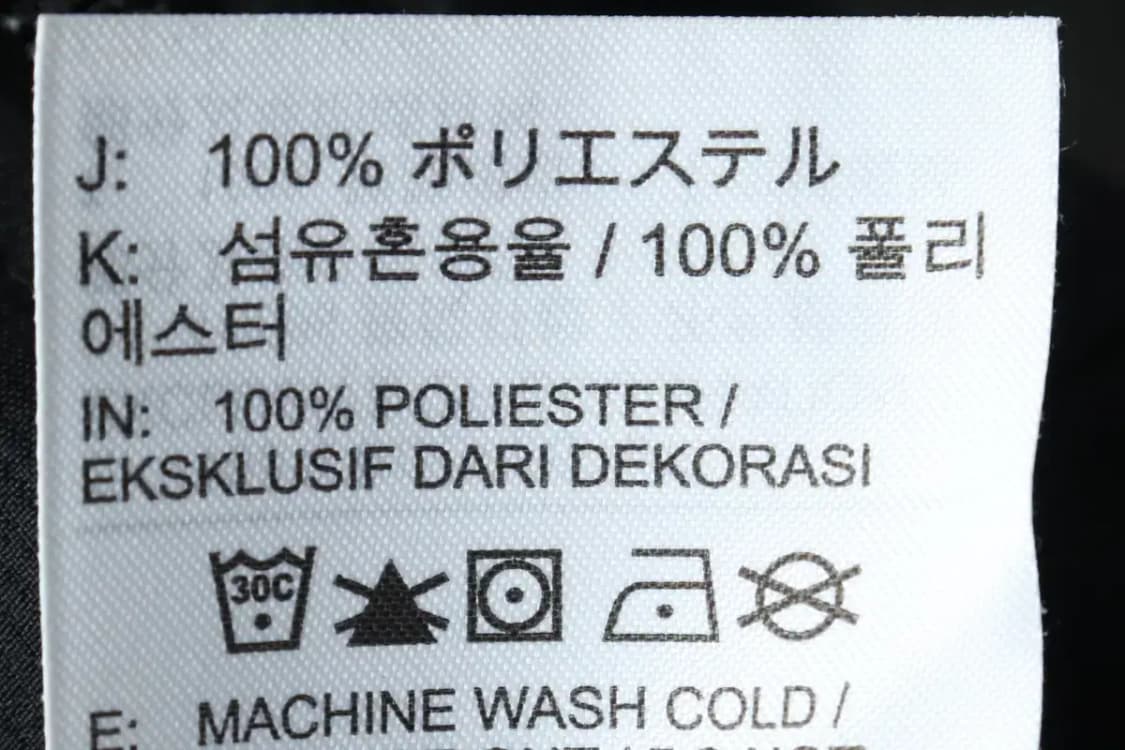 J: 100% ポリエステル
K: 섬유혼용율 / 100% 폴리
에스터
IN: 100% POLIESTER /
EKSKLUSIF DARI DEKORASI
30C
E: MACHINE WASH COLD /